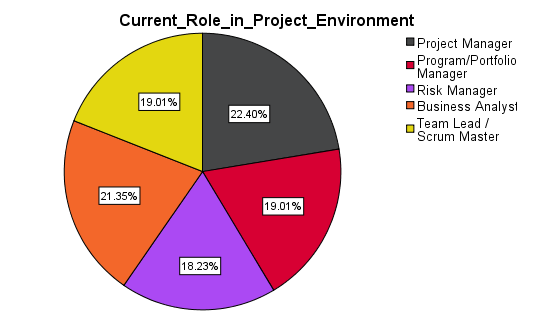 Current_Role_in_Project_Environment
Project Manager
Program/Portfolio
Manager
Risk Manager
Business Analyst
Team Lead /
Scrum Master
22.40%
19.01%
18.23%
21.35%
19.01%